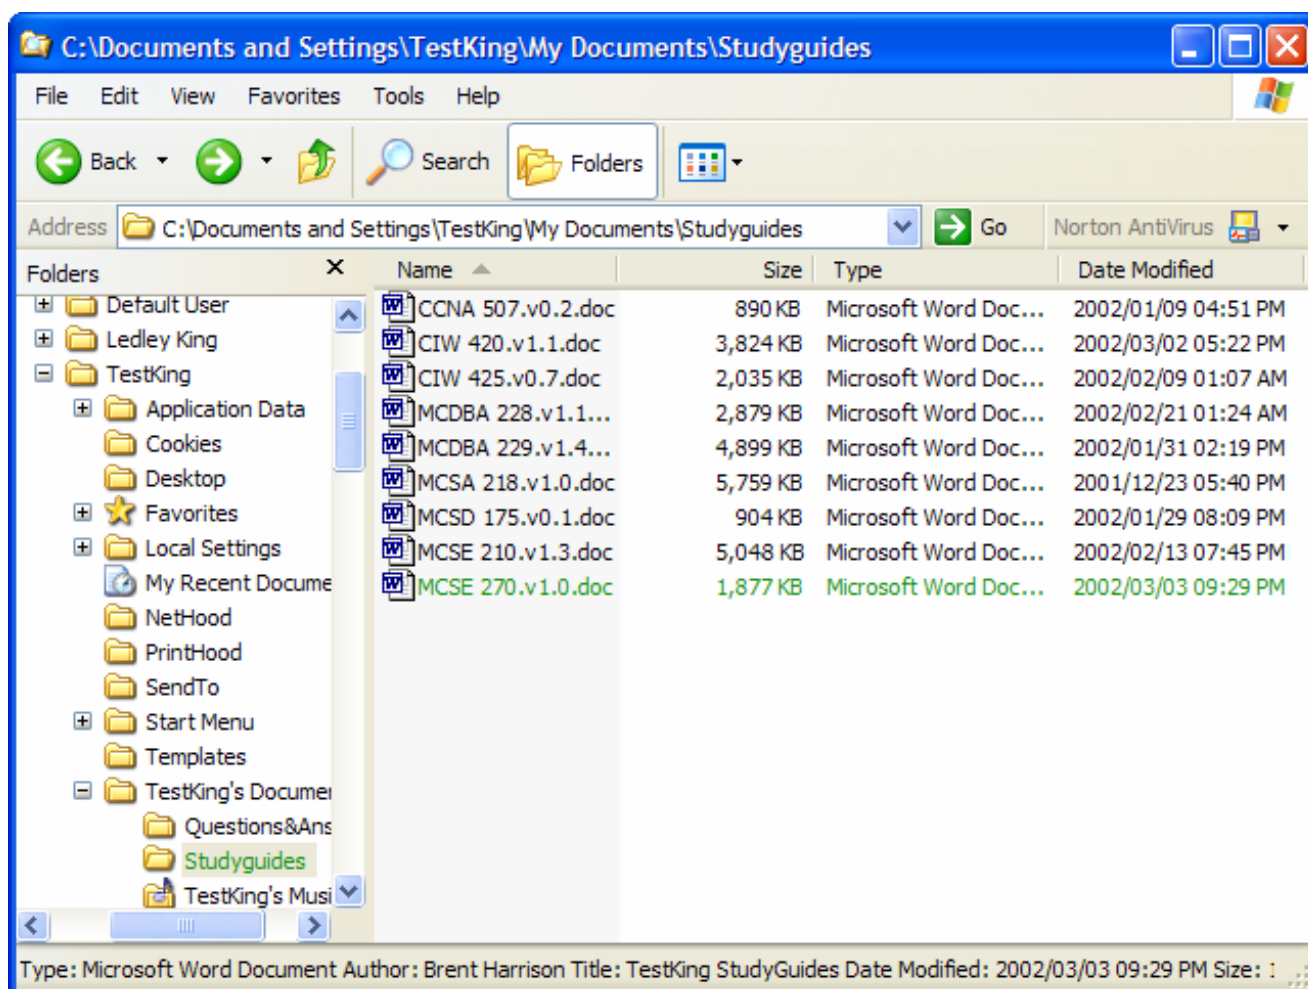 C:\Documents and Settings\TestKing\My Documents\Studyguides
File Edit View Favorites Tools Help
Back Search Folders
Address C:\Documents and Settings\TestKing\My Documents\Studyguides Go Norton AntiVirus
Folders Name Size Type Date Modified
Default User
Ledley King
TestKing
Application Data
Cookies
Desktop
Favorites
Local Settings
My Recent Docume
NetHood
PrintHood
SendTo
Start Menu
Templates
TestKing's Documer
Questions&Ans
Studyguides
TestKing's Musi
CCNA 507.v0.2.doc 890 KB Microsoft Word Doc... 2002/01/09 04:51 PM
CIW 420.v1.1.doc 3,824 KB Microsoft Word Doc... 2002/03/02 05:22 PM
CIW 425.v0.7.doc 2,035 KB Microsoft Word Doc... 2002/02/09 01:07 AM
MCDBA 228.v1.1... 2,879 KB Microsoft Word Doc... 2002/02/21 01:24 AM
MCDBA 229.v1.4... 4,899 KB Microsoft Word Doc... 2002/01/31 02:19 PM
MCSA 218.v1.0.doc 5,759 KB Microsoft Word Doc... 2001/12/23 05:40 PM
MCSD 175.v0.1.doc 904 KB Microsoft Word Doc... 2002/01/29 08:09 PM
MCSE 210.v1.3.doc 5,048 KB Microsoft Word Doc... 2002/02/13 07:45 PM
MCSE 270.v1.0.doc 1,877 KB Microsoft Word Doc... 2002/03/03 09:29 PM
Type: Microsoft Word Document Author: Brent Harrison Title: TestKing StudyGuides Date Modified: 2002/03/03 09:29 PM Size: